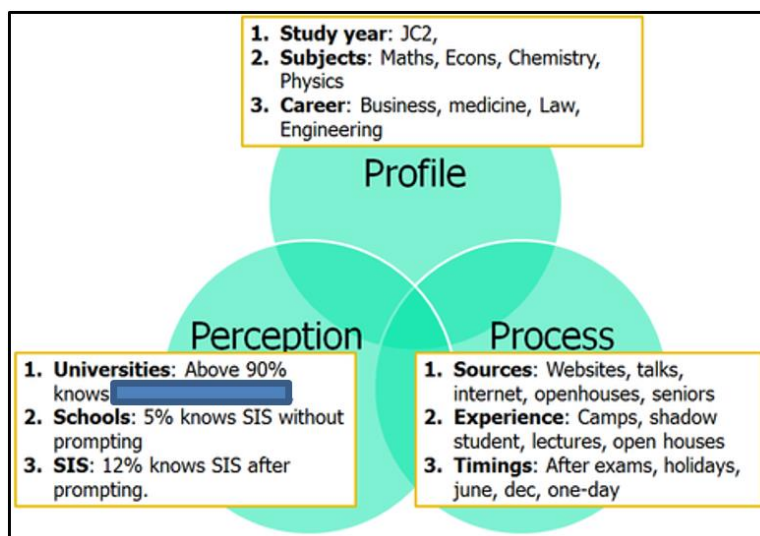 1. Study year: JC2,
2. Subjects: Maths, Econs, Chemistry,
Physics
3. Career: Business, medicine, Law,
Engineering
Profile
Perception
1. Universities: Above 90%
knows
2. Schools: 5% knows SIS without
prompting
3. SIS: 12% knows SIS after
prompting.
Process
1. Sources: Websites, talks,
internet, openhouses, seniors
2. Experience: Camps, shadow
student, lectures, open houses
3. Timings: After exams, holidays,
june, dec, one-day